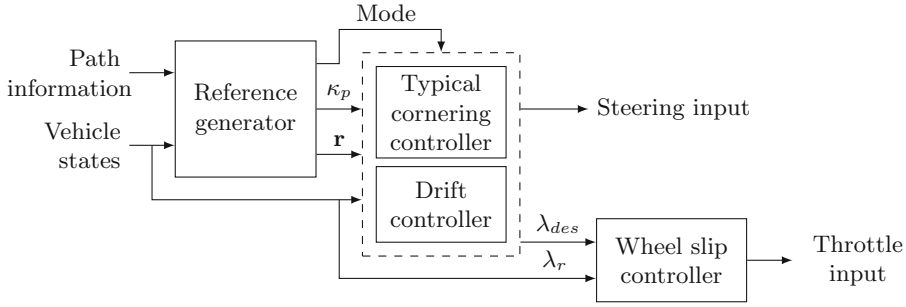 Mode
Path
information
Reference
generator
κp
r
Vehicle
states
Typical
cornering
controller
Steering input
Drift
controller
λdes
λr
Wheel slip
controller
Throttle
input